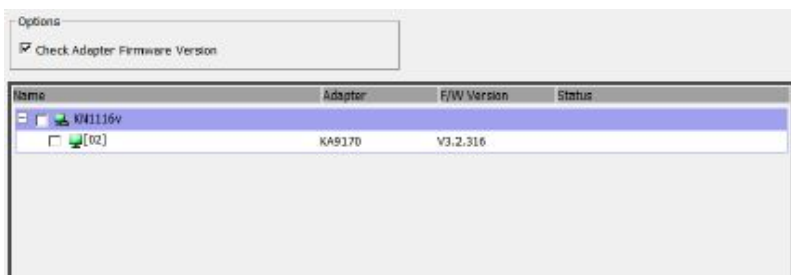 Options
Check Adapter Firmware Version
Name Adapter F/W Version Status
KN1116v
[02] KA9170 V3.2.316